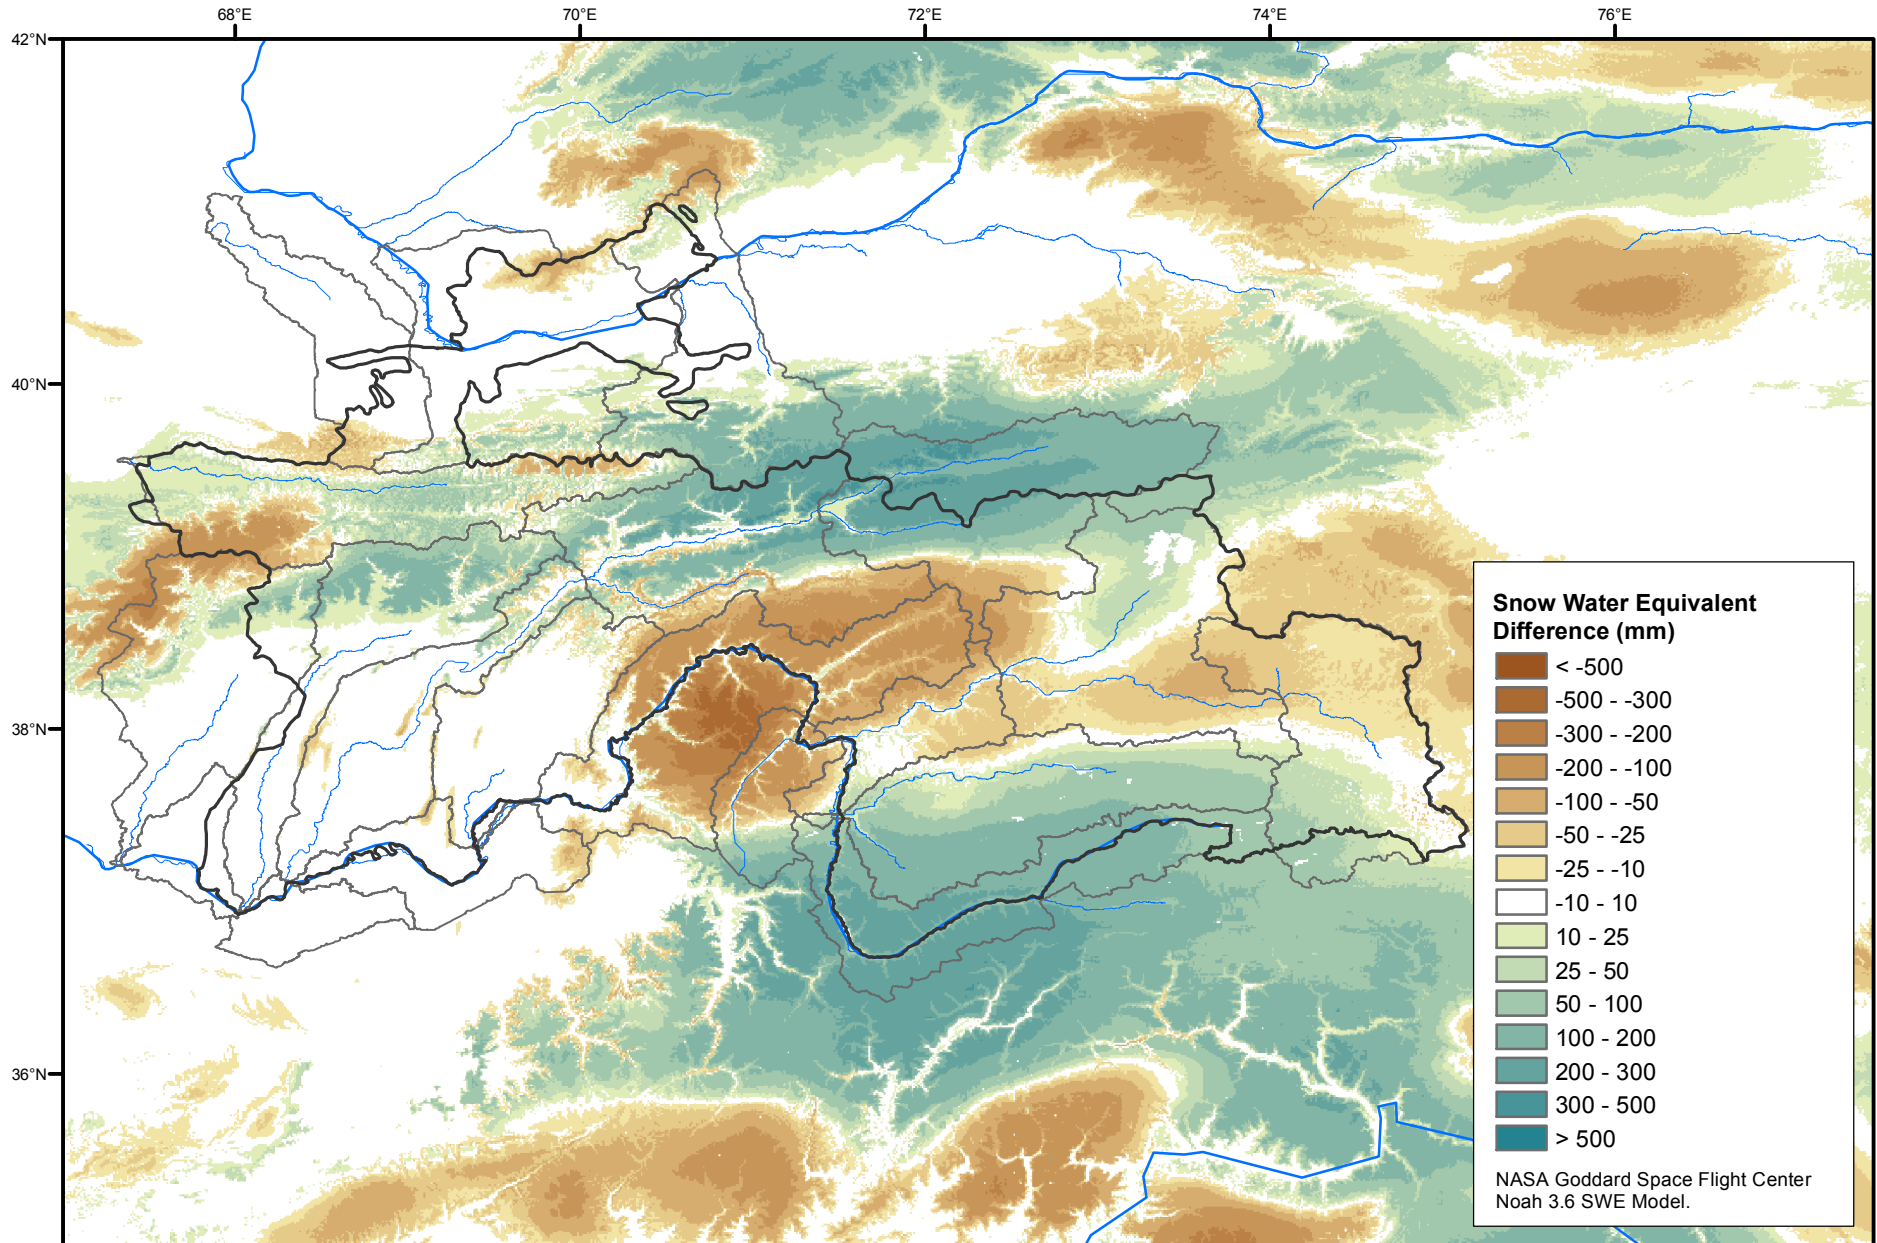 68°E 70°E 72°E 74°E 76°E
42°N
40°N
38°N
36°N
Snow Water Equivalent
Difference (mm)
< -500
-500 - -300
-300 - -200
-200 - -100
-100 - -50
-50 - -25
-25 - -10
-10 - 10
10 - 25
25 - 50
50 - 100
100 - 200
200 - 300
300 - 500
> 500
NASA Goddard Space Flight Center
Noah 3.6 SWE Model.